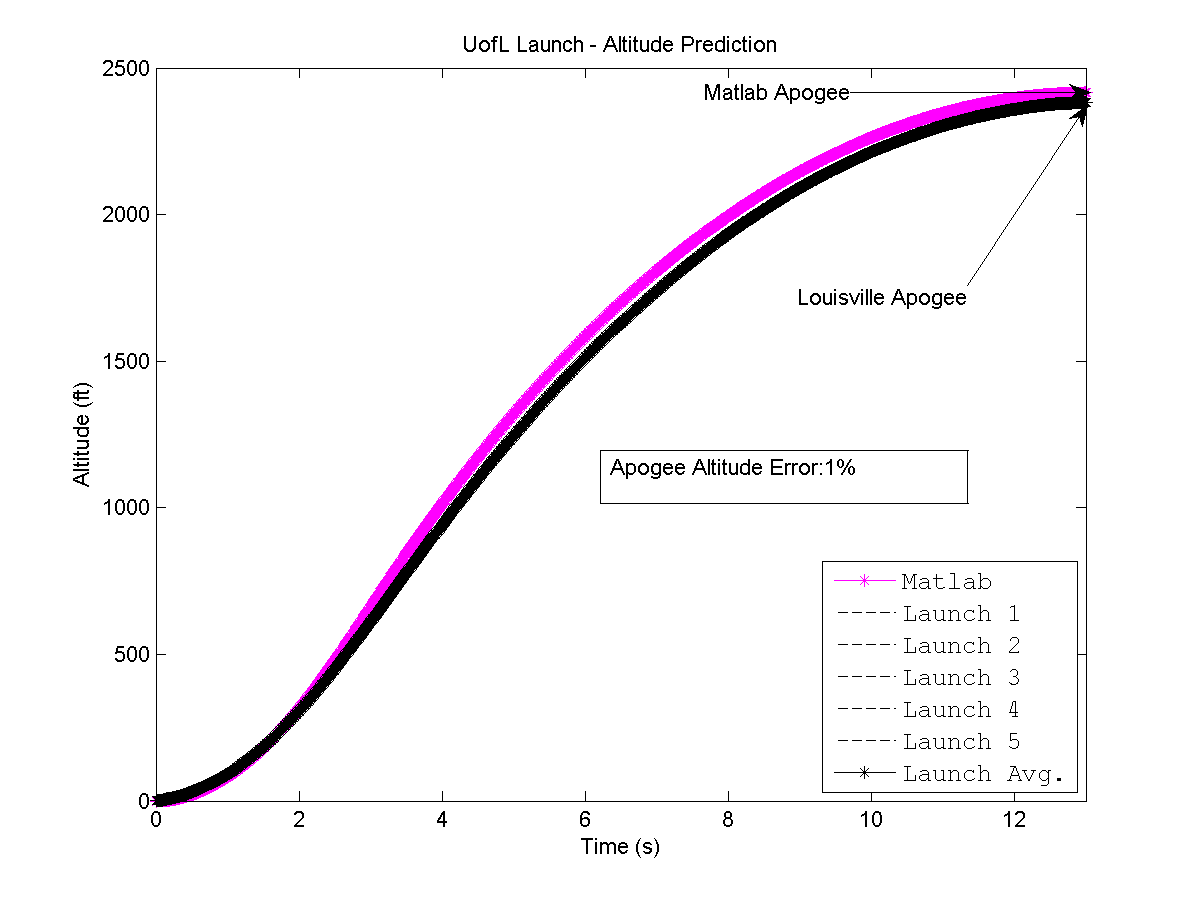 UofL Launch - Altitude Prediction
2500
2000
1500
1000
500
0
Altitude (ft)
Matlab Apogee
Louisville Apogee
Apogee Altitude Error:1%
Matlab
Launch 1
Launch 2
Launch 3
Launch 4
Launch 5
Launch Avg.
0 2 4 6 8 10 12
Time (s)